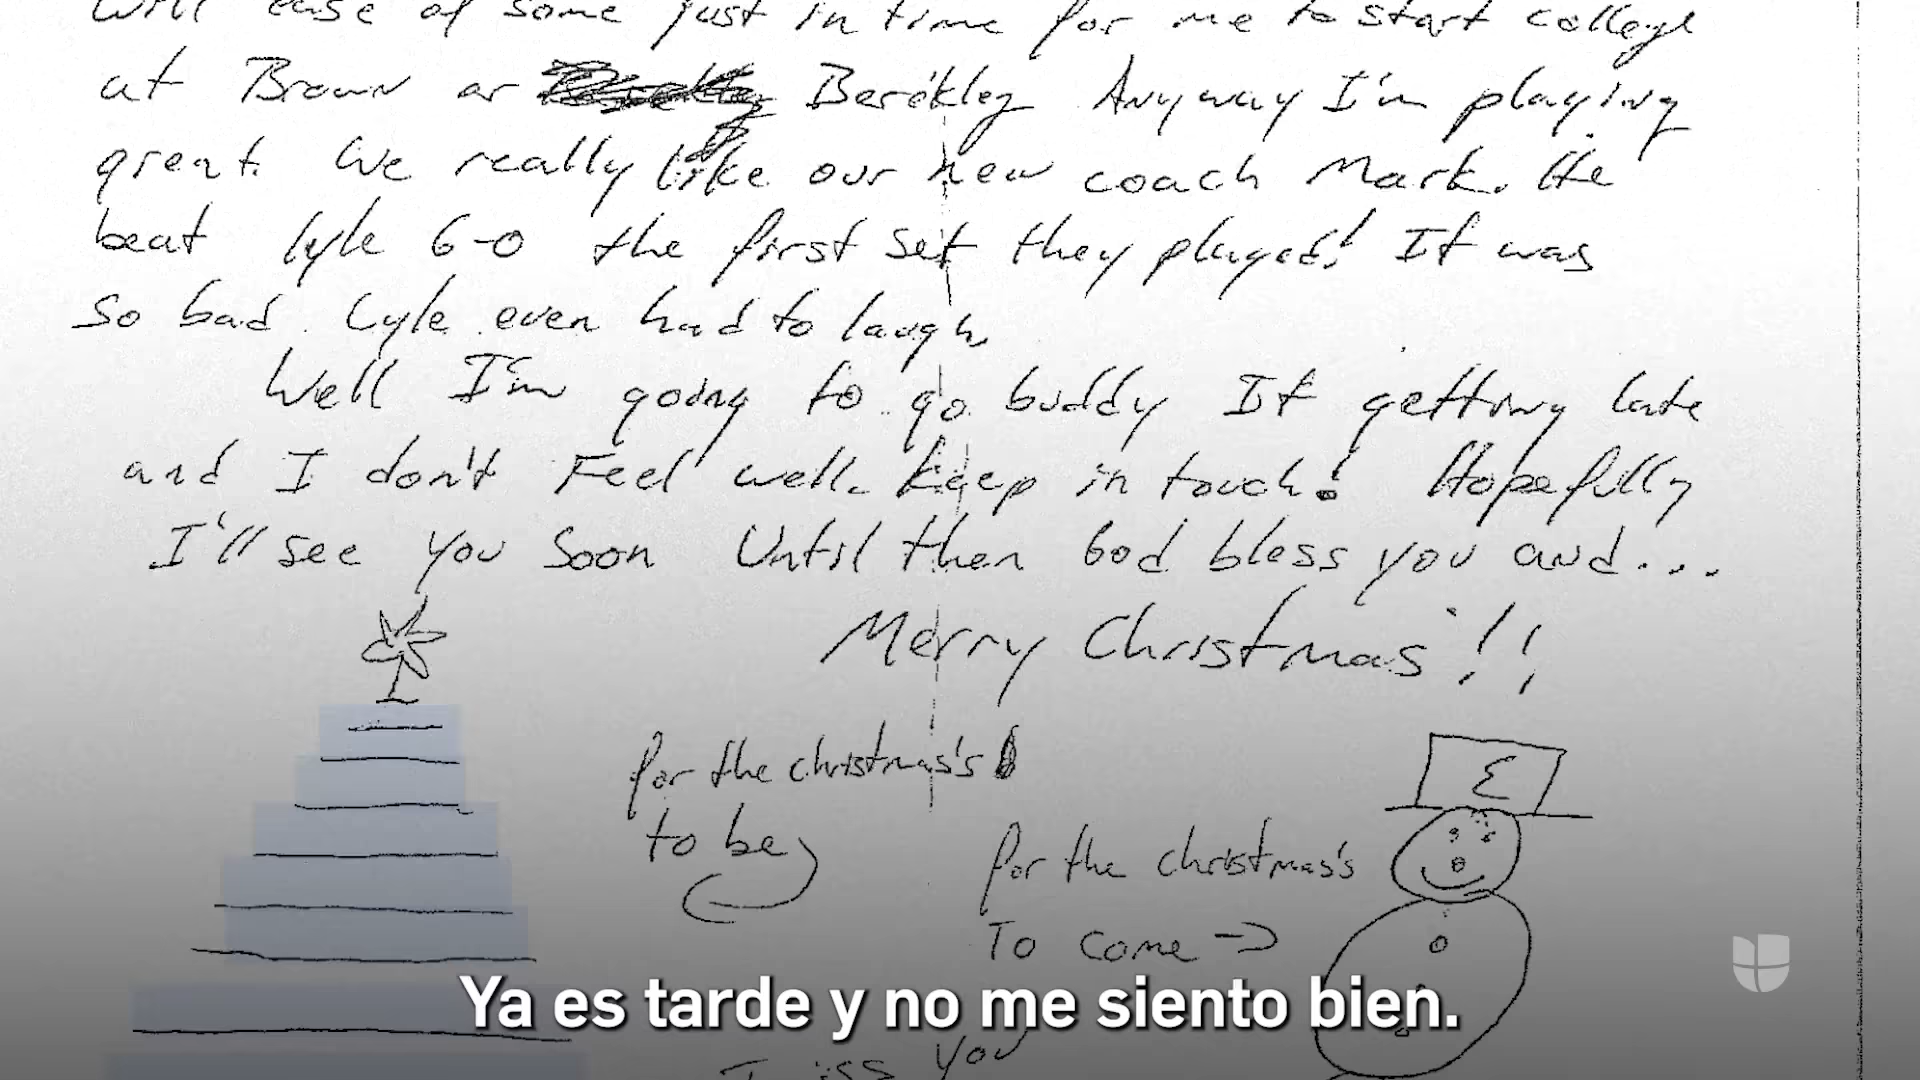 will ease of some just in time for me to start college
at Brown or Berckley Anyway I'm playing
great. We really like our new coach Mark. He
beat lyle 6-0 the first set they played! It was
so bad. Lyle even had to laugh.
Well I'm going to go buddy It getting late
and I don't Feel well. Keep in touch! Hopefully
I'll see you Soon Until then God bless you and...
Merry Christmas!!
for the christmas's
to be
for the christmas's
To come ->
E
Ya es tarde y no me siento bien.
you